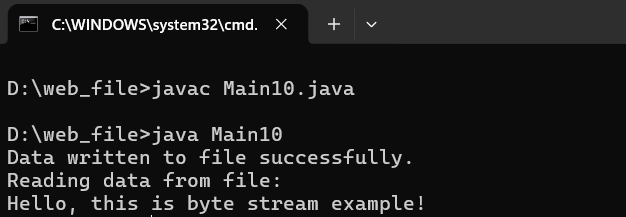 C:\WINDOWS\system32\cmd.
D:\web_file>javac Main10.java
D:\web_file>java Main10
Data written to file successfully.
Reading data from file:
Hello, this is byte stream example!